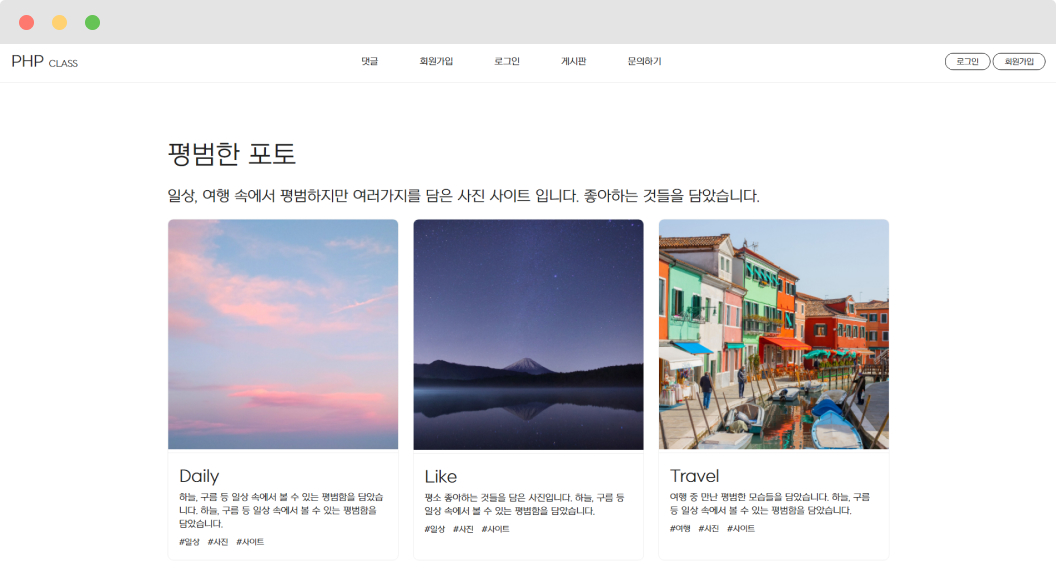 PHP CLASS
댓글 회원가입 로그인 게시판 문의하기
로그인 회원가입
평범한 포토
일상, 여행 속에서 평범하지만 여러가지를 담은 사진 사이트 입니다. 좋아하는 것들을 담았습니다.
Daily
하늘, 구름 등 일상 속에서 볼 수 있는 평범함을 담았습
니다. 하늘, 구름 등 일상 속에서 볼 수 있는 평범함을
담았습니다.
#일상 #사진 #사이트
Like
평소 좋아하는 것들을 담은 사진입니다. 하늘, 구름 등
일상 속에서 볼 수 있는 평범함을 담았습니다.
#일상 #사진 #사이트
Travel
여행 중 만난 평범한 모습들을 담았습니다. 하늘, 구름
등 일상 속에서 볼 수 있는 평범함을 담았습니다.
#여행 #사진 #사이트